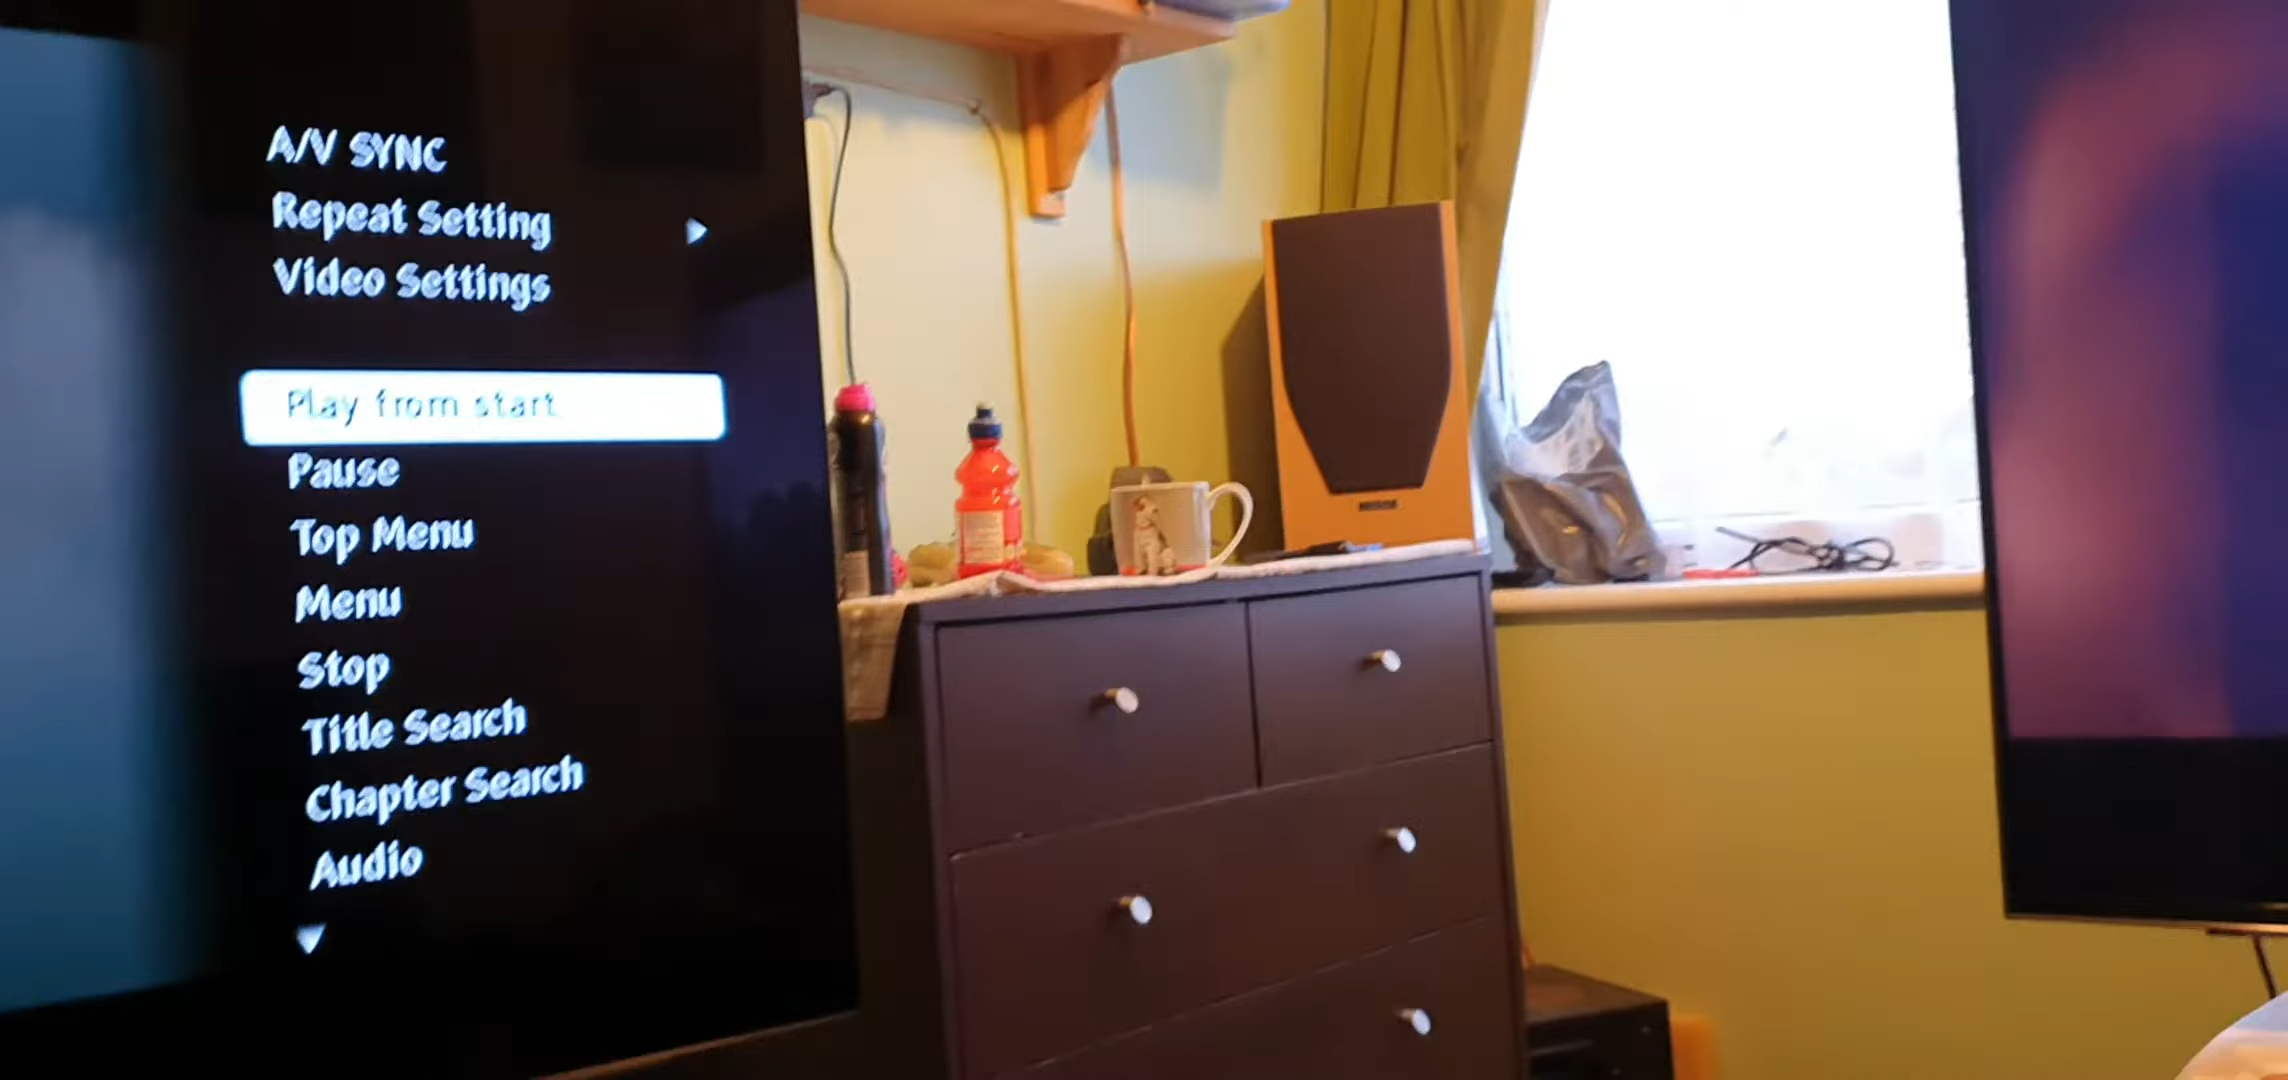 A/V SYNC
Repeat Setting
Video Settings
Play from start
Pause
Top Menu
Menu
Stop
Title Search
Chapter Search
Audio